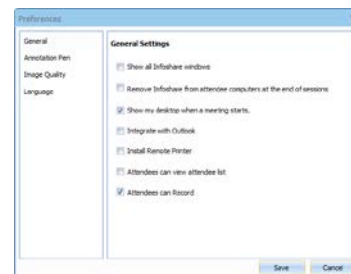 Preferences
General
Annotation Pen
Image Quality
Language
General Settings
Show all Infoshare windows
Remove Infoshare from attendee computers at the end of sessions
Show my desktop when a meeting starts.
Integrate with Outlook
Install Remote Printer
Attendees can view attendee list
Attendees can Record
Save
Cancel